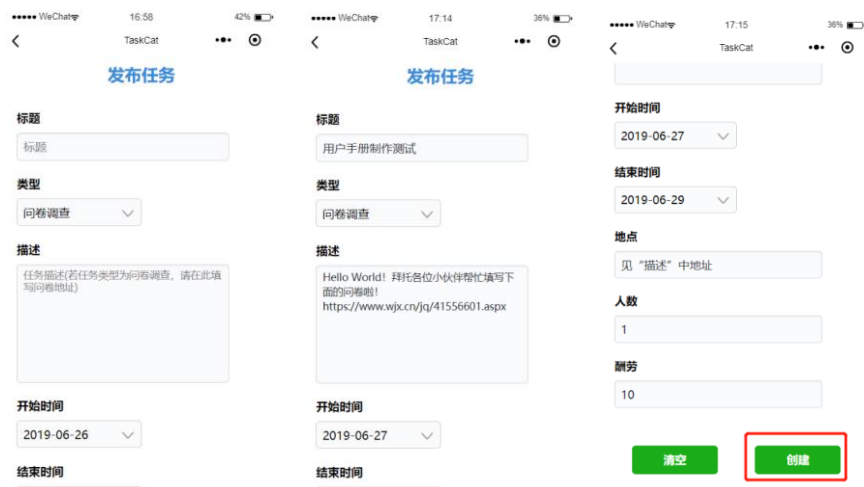 WeChat 16:58 42%
TaskCat
发布任务
标题
标题
类型
问卷调查
描述
任务描述(若任务类型为问卷调查，请在此填
写问卷地址)
开始时间
2019-06-26
结束时间
WeChat 17:14 36%
TaskCat
发布任务
标题
用户手册制作测试
类型
问卷调查
描述
Hello World！拜托各位小伙伴帮忙填写下
面的问卷啦！
https://www.wjx.cn/jq/41556601.aspx
开始时间
2019-06-27
结束时间
WeChat 17:15 36%
TaskCat
开始时间
2019-06-27
结束时间
2019-06-29
地点
见“描述”中地址
人数
1
酬劳
10
清空 创建